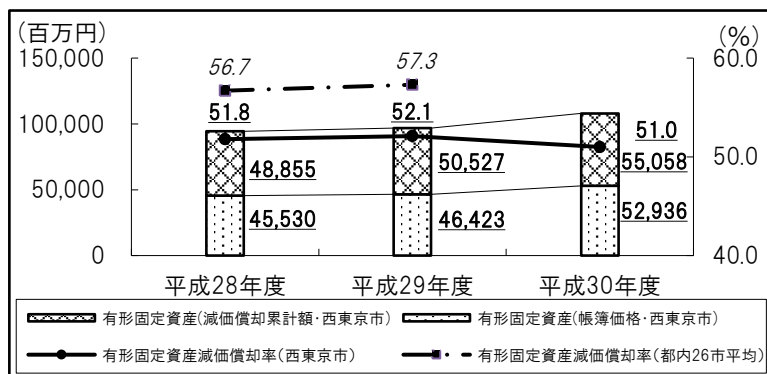 (百万円)
(%)
150,000
56.7
57.3
60.0
51.8
52.1
100,000
51.0
48,855
50,527
55,058
50.0
50,000
45,530
46,423
52,936
0
40.0
平成28年度
平成29年度
平成30年度
有形固定資産(減価償却累計額・西東京市)
有形固定資産(帳簿価格・西東京市)
有形固定資産減価償却率(西東京市)
有形固定資産減価償却率(都内26市平均)